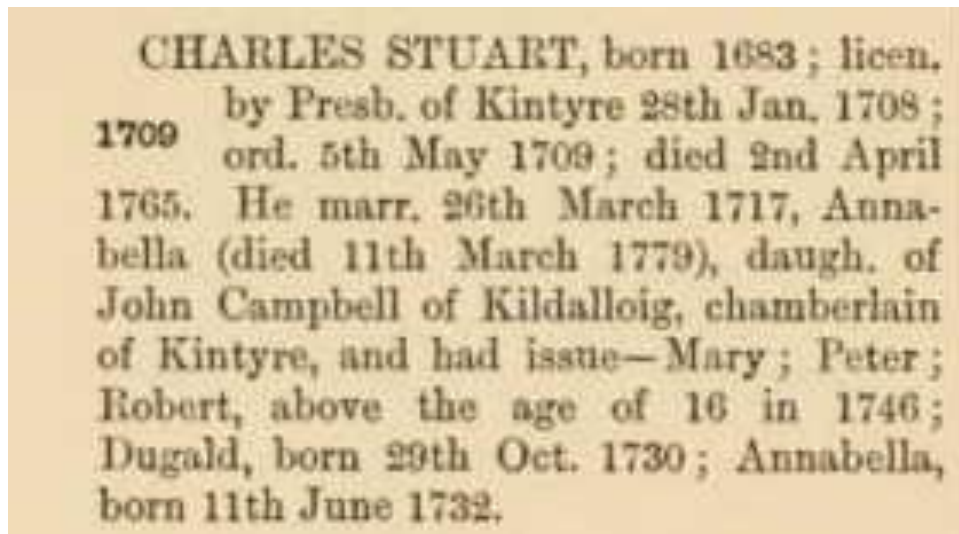 CHARLES STUART, born 1683; licen.
by Presb. of Kintyre 28th Jan. 1708;
1709
ord. 5th May 1709; died 2nd April
1765. He marr. 26th March 1717, Anna-
bella (died 11th March 1779), daugh. of
John Campbell of Kildalloig, chamberlain
of Kintyre, and had issue—Mary; Peter;
Robert, above the age of 16 in 1746;
Dugald, born 29th Oct. 1730; Annabella,
born 11th June 1732.